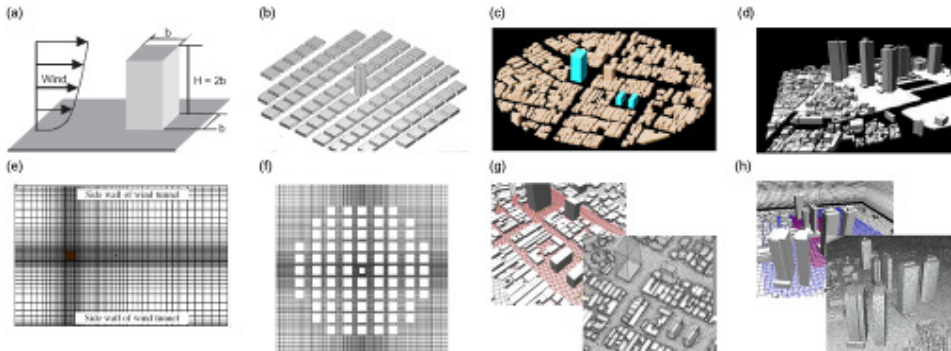 (a)
(b)
(c)
(d)
b
Wind
H = 2b
b
(e)
(f)
(g)
(h)
Side wall of wind tunnel
Side wall of wind tunnel